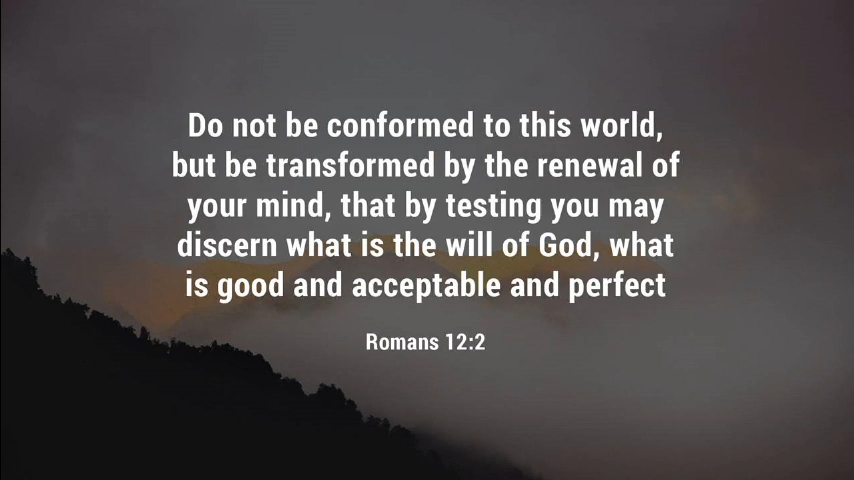 Do not be conformed to this world,
but be transformed by the renewal of
your mind, that by testing you may
discern what is the will of God, what
is good and acceptable and perfect
Romans 12:2